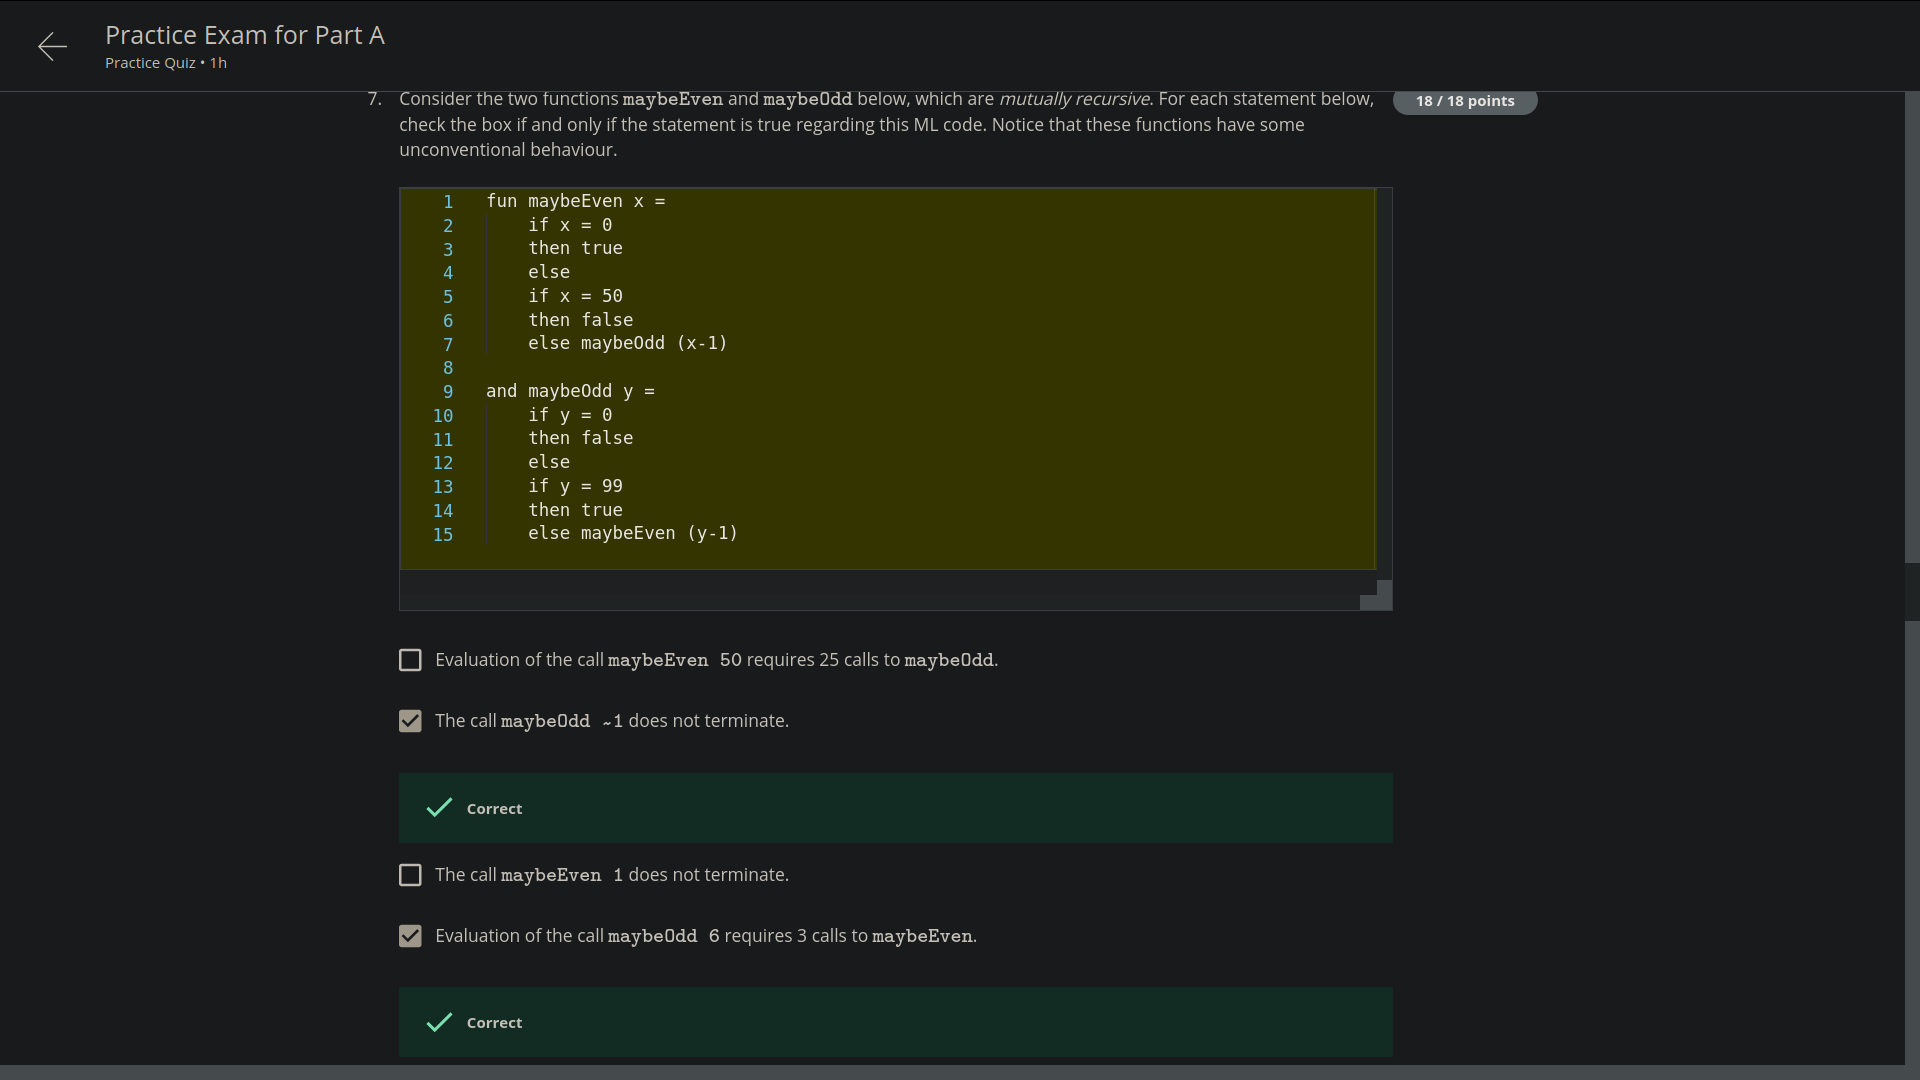 Practice Exam for Part A
Practice Quiz • 1h
7. Consider the two functions maybeEven and maybeOdd below, which are mutually recursive. For each statement below,
18 / 18 points
check the box if and only if the statement is true regarding this ML code. Notice that these functions have some
unconventional behaviour.
1 fun maybeEven x =
2 if x = 0
3 then true
4 else
5 if x = 50
6 then false
7 else maybeOdd (x-1)
8
9 and maybeOdd y =
10 if y = 0
11 then false
12 else
13 if y = 99
14 then true
15 else maybeEven (y-1)
Evaluation of the call maybeEven 50 requires 25 calls to maybeOdd.
The call maybeOdd ~1 does not terminate.
Correct
The call maybeEven 1 does not terminate.
Evaluation of the call maybeOdd 6 requires 3 calls to maybeEven.
Correct